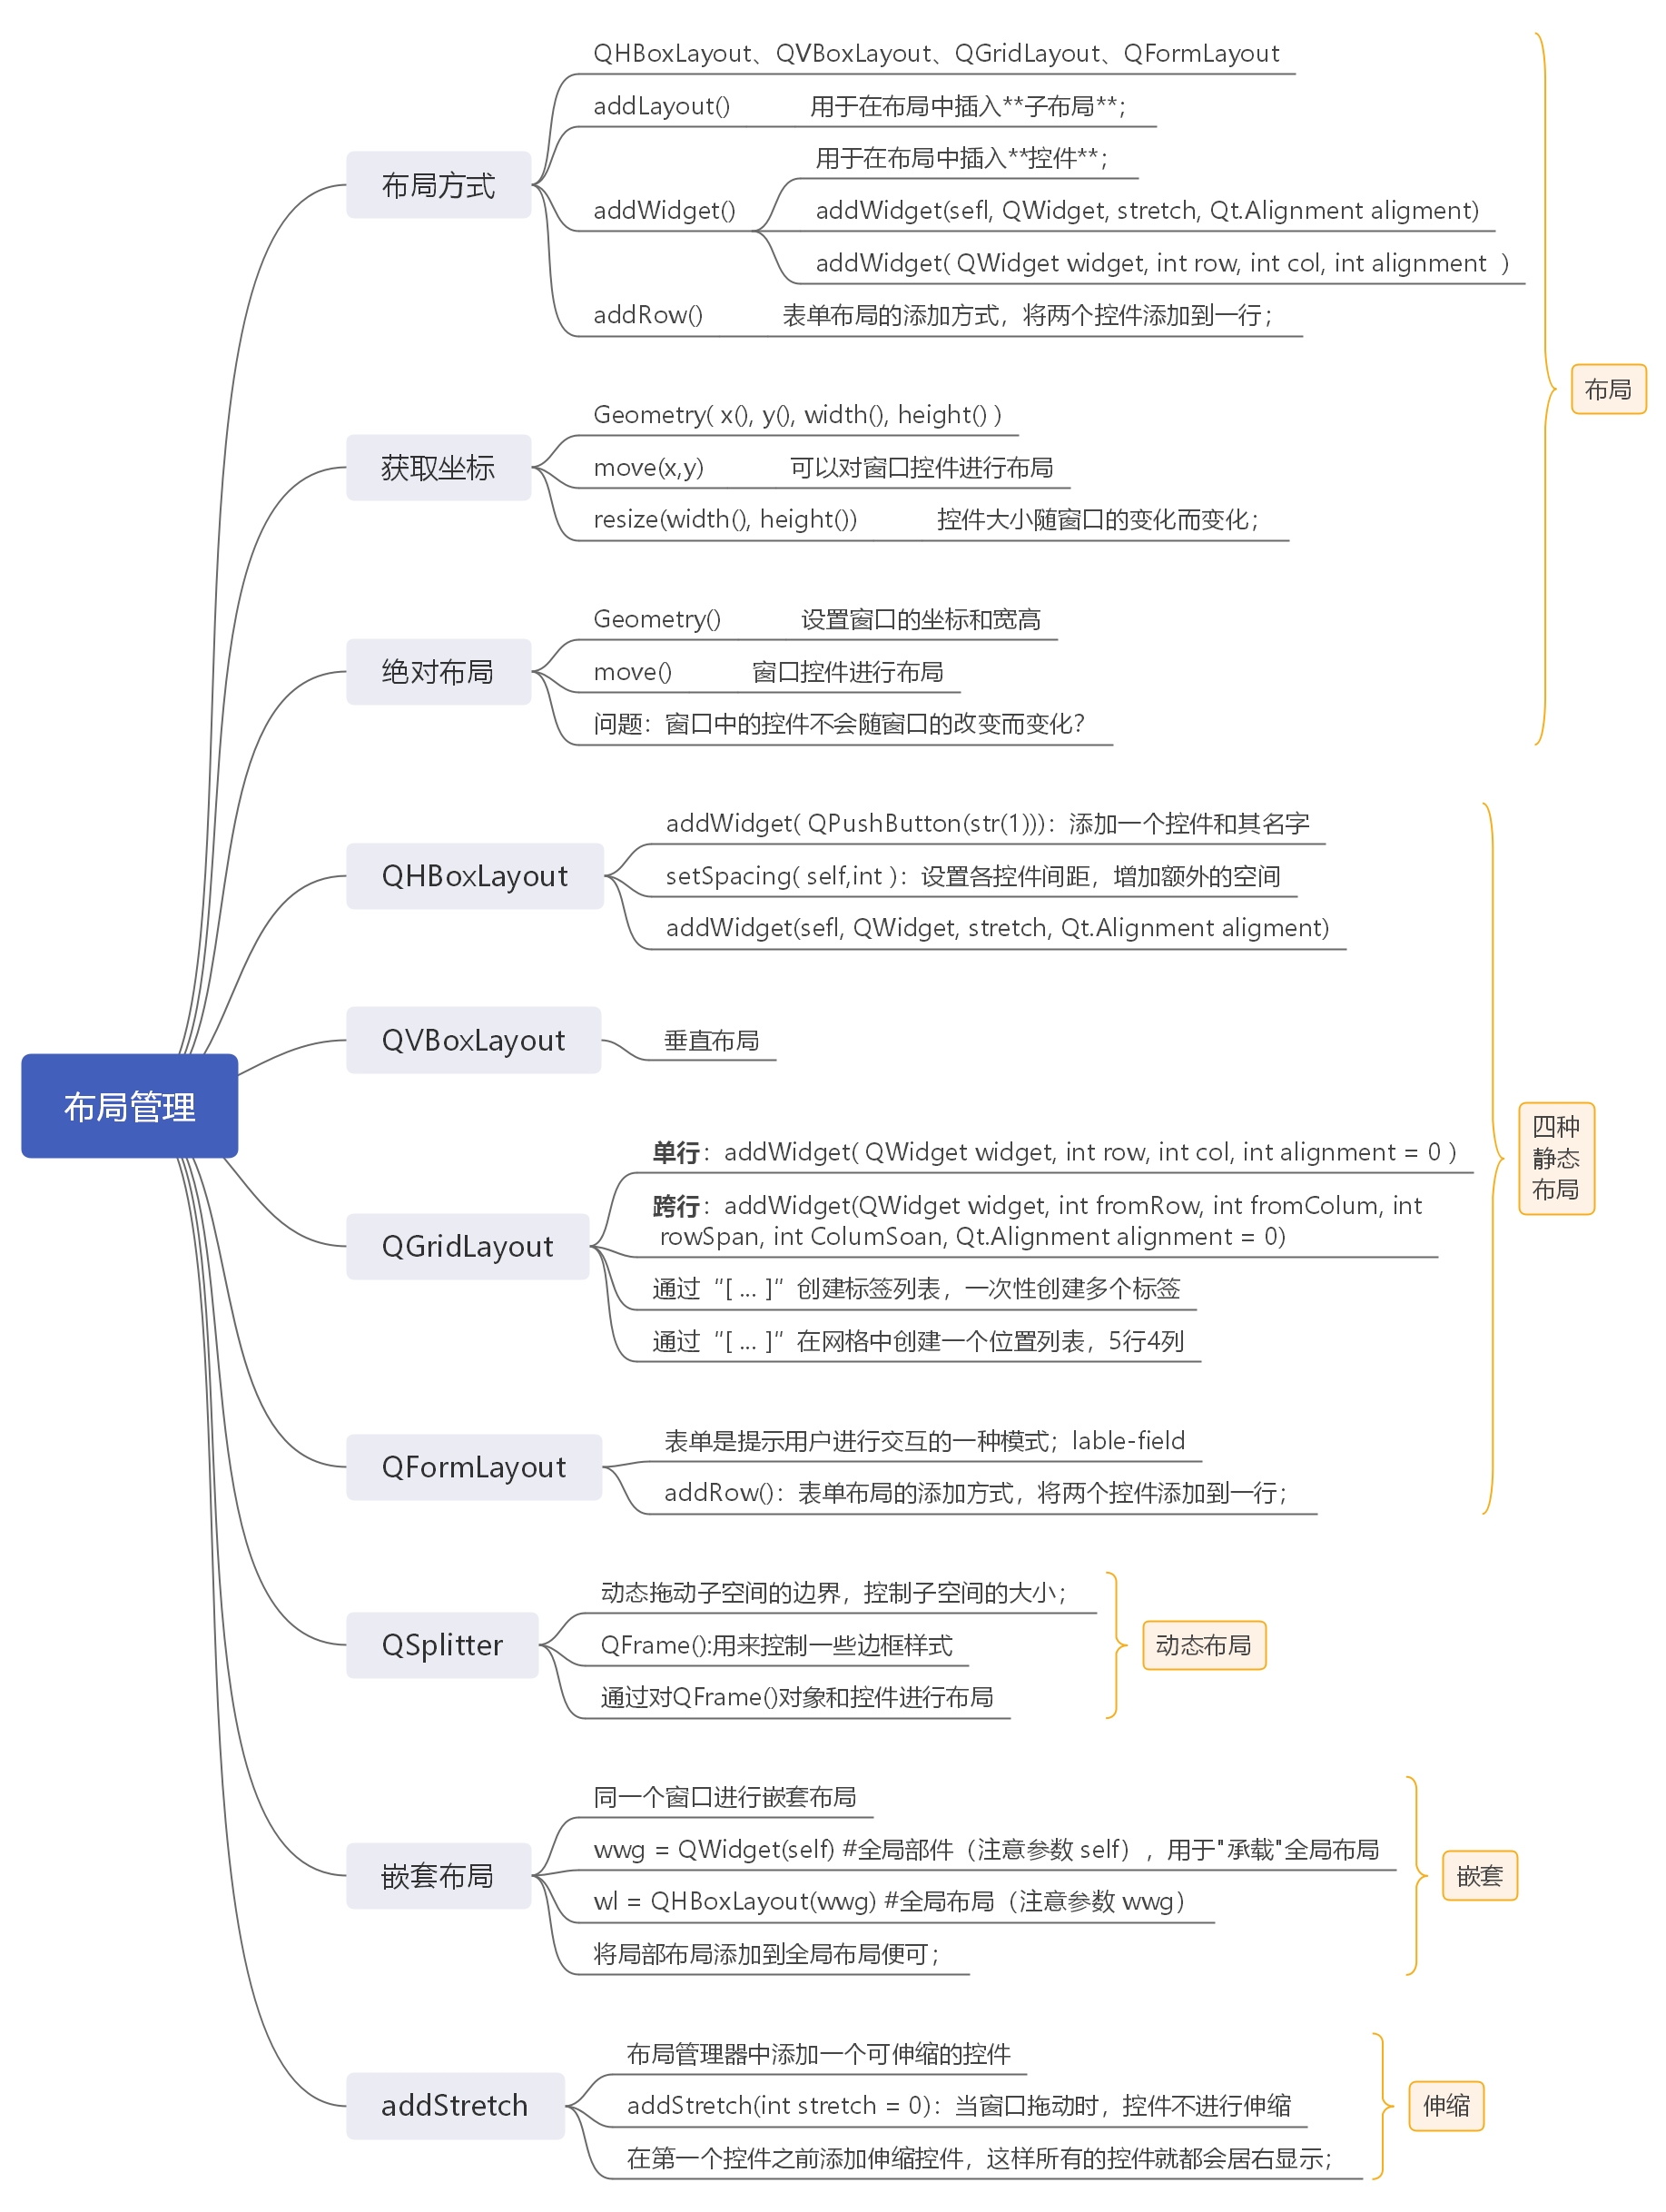 布局管理
布局方式
QHBoxLayout、QVBoxLayout、QGridLayout、QFormLayout
addLayout() 用于在布局中插入**子布局**；
addWidget()
用于在布局中插入**控件**；
addWidget(sefl, QWidget, stretch, Qt.Alignment aligment)
addWidget( QWidget widget, int row, int col, int alignment )
addRow() 表单布局的添加方式，将两个控件添加到一行；
获取坐标
Geometry( x(), y(), width(), height() )
move(x,y) 可以对窗口控件进行布局
resize(width(), height()) 控件大小随窗口的变化而变化；
绝对布局
Geometry() 设置窗口的坐标和宽高
move() 窗口控件进行布局
问题：窗口中的控件不会随窗口的改变而变化？
布局
QHBoxLayout
addWidget( QPushButton(str(1)))：添加一个控件和其名字
setSpacing( self,int )：设置各控件间距，增加额外的空间
addWidget(sefl, QWidget, stretch, Qt.Alignment aligment)
QVBoxLayout
垂直布局
QGridLayout
单行：addWidget( QWidget widget, int row, int col, int alignment = 0 )
跨行：addWidget(QWidget widget, int fromRow, int fromColum, int
rowSpan, int ColumSoan, Qt.Alignment alignment = 0)
通过“[ ... ]“创建标签列表，一次性创建多个标签
通过“[ ... ]“在网格中创建一个位置列表，5行4列
QFormLayout
表单是提示用户进行交互的一种模式；lable-field
addRow()：表单布局的添加方式，将两个控件添加到一行；
四种
静态
布局
QSplitter
动态拖动子空间的边界，控制子空间的大小；
QFrame():用来控制一些边框样式
通过对QFrame()对象和控件进行布局
动态布局
嵌套布局
同一个窗口进行嵌套布局
wwg = QWidget(self) #全局部件（注意参数 self），用于"承载"全局布局
wl = QHBoxLayout(wwg) #全局布局（注意参数 wwg）
将局部布局添加到全局布局便可；
嵌套
addStretch
布局管理器中添加一个可伸缩的控件
addStretch(int stretch = 0)：当窗口拖动时，控件不进行伸缩
在第一个控件之前添加伸缩控件，这样所有的控件就都会居右显示；
伸缩